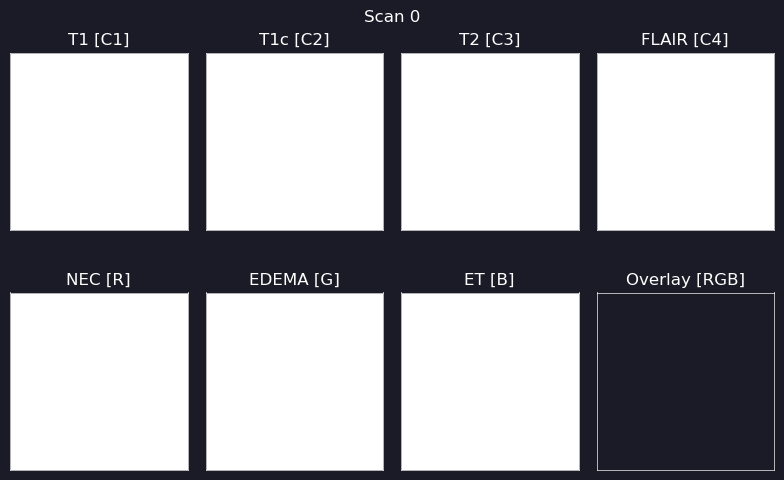 Scan 0
T1 [C1]
T1c [C2]
T2 [C3]
FLAIR [C4]
NEC [R]
EDEMA [G]
ET [B]
Overlay [RGB]